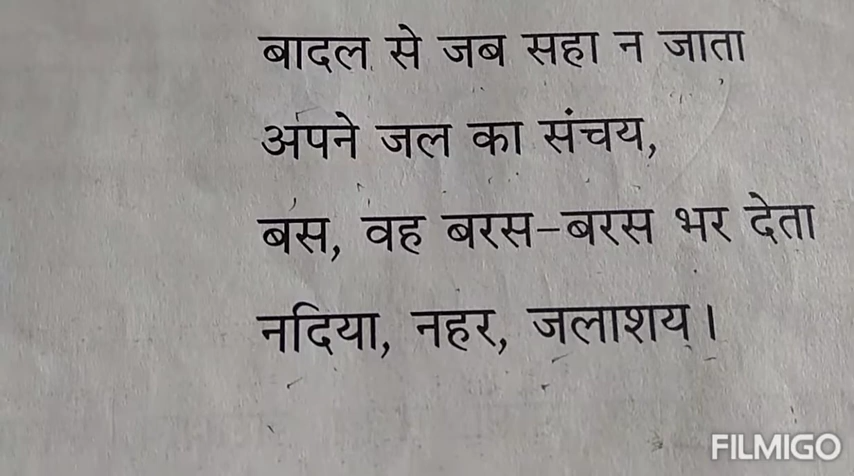 बादल से जब सहा न जाता
अपने जल का संचय,
बस, वह बरस-बरस भर देता
नदिया, नहर, जलाशय।
FILMIGO